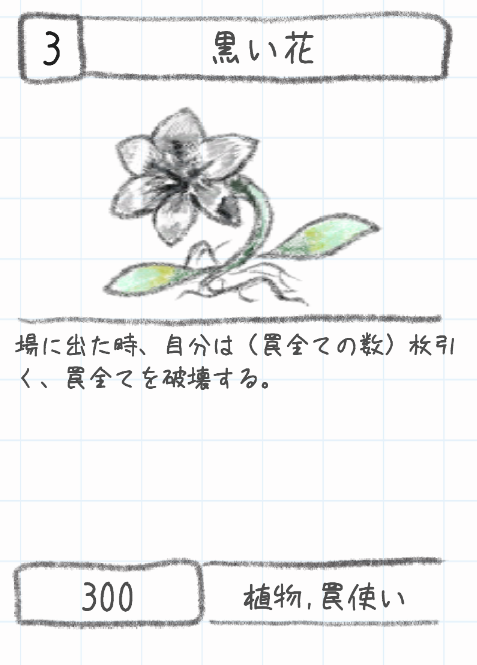 3
黒い花
場に出た時、自分は（罠全ての数）枚引
く、罠全てを破壊する。
300
植物,罠使い